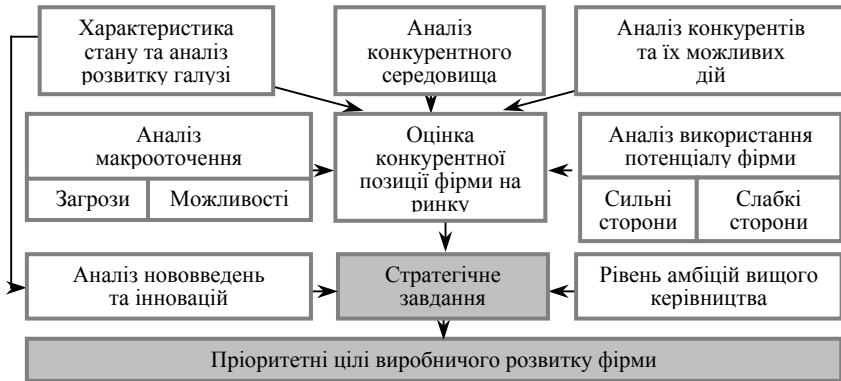 Характеристика
стану та аналіз
розвитку галузі
Аналіз
конкурентного
середовища
Аналіз конкурентів
та їх можливих
дій
Аналіз
макрооточення
Загрози
Можливості
Оцінка
конкурентної
позиції фірми на
ринку
Аналіз використання
потенціалу фірми
Сильні
сторони
Слабкі
сторони
Аналіз нововведень
та інновацій
Стратегічне
завдання
Рівень амбіцій вищого
керівництва
Пріоритетні цілі виробничого розвитку фірми